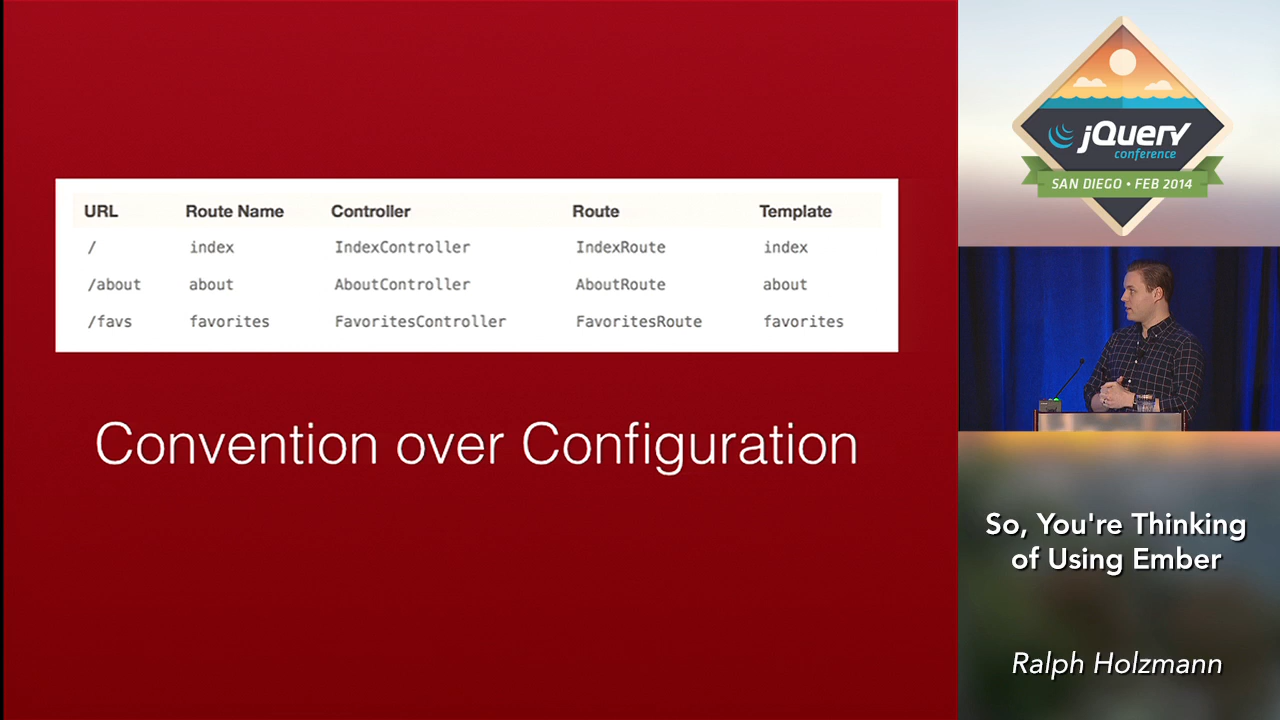 URL Route Name Controller Route Template
/ index IndexController IndexRoute index
/about about AboutController AboutRoute about
/favs favorites FavoritesController FavoritesRoute favorites
Convention over Configuration
jQuery
conference
SAN DIEGO • FEB 2014
So, You're Thinking
of Using Ember
Ralph Holzmann